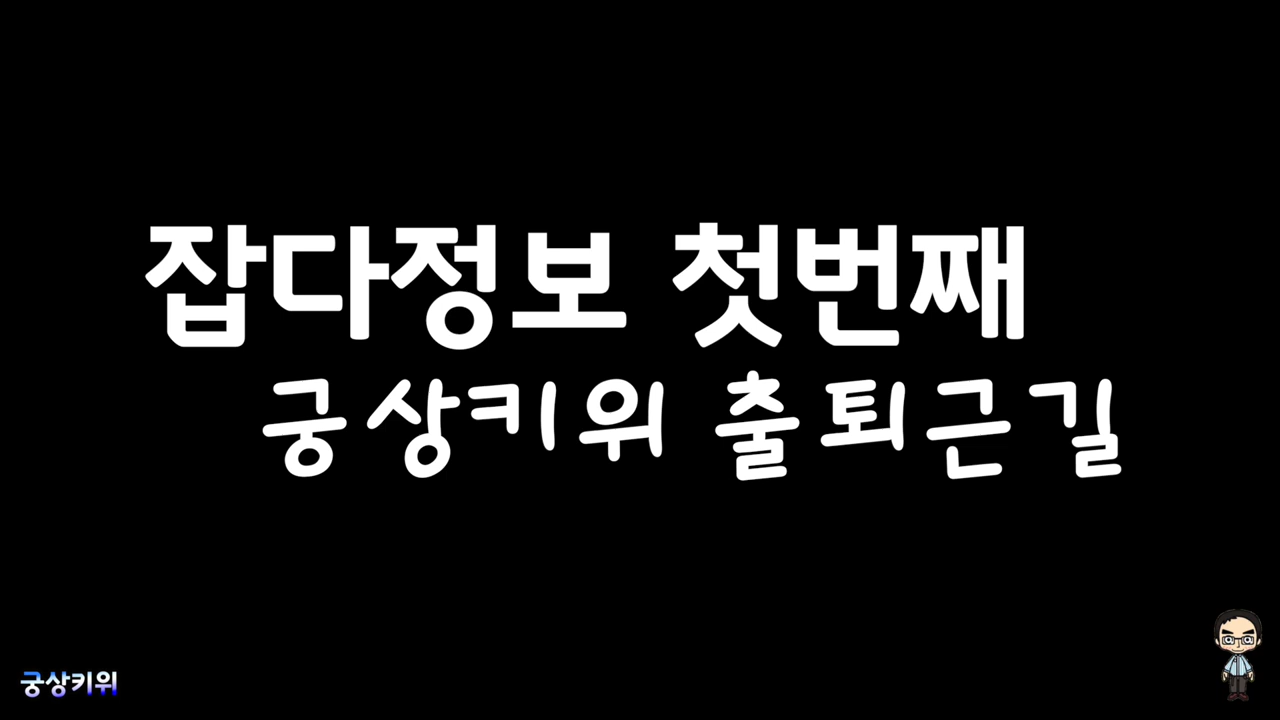 잡다정보 첫번째
궁상키위 출퇴근길
궁상키위